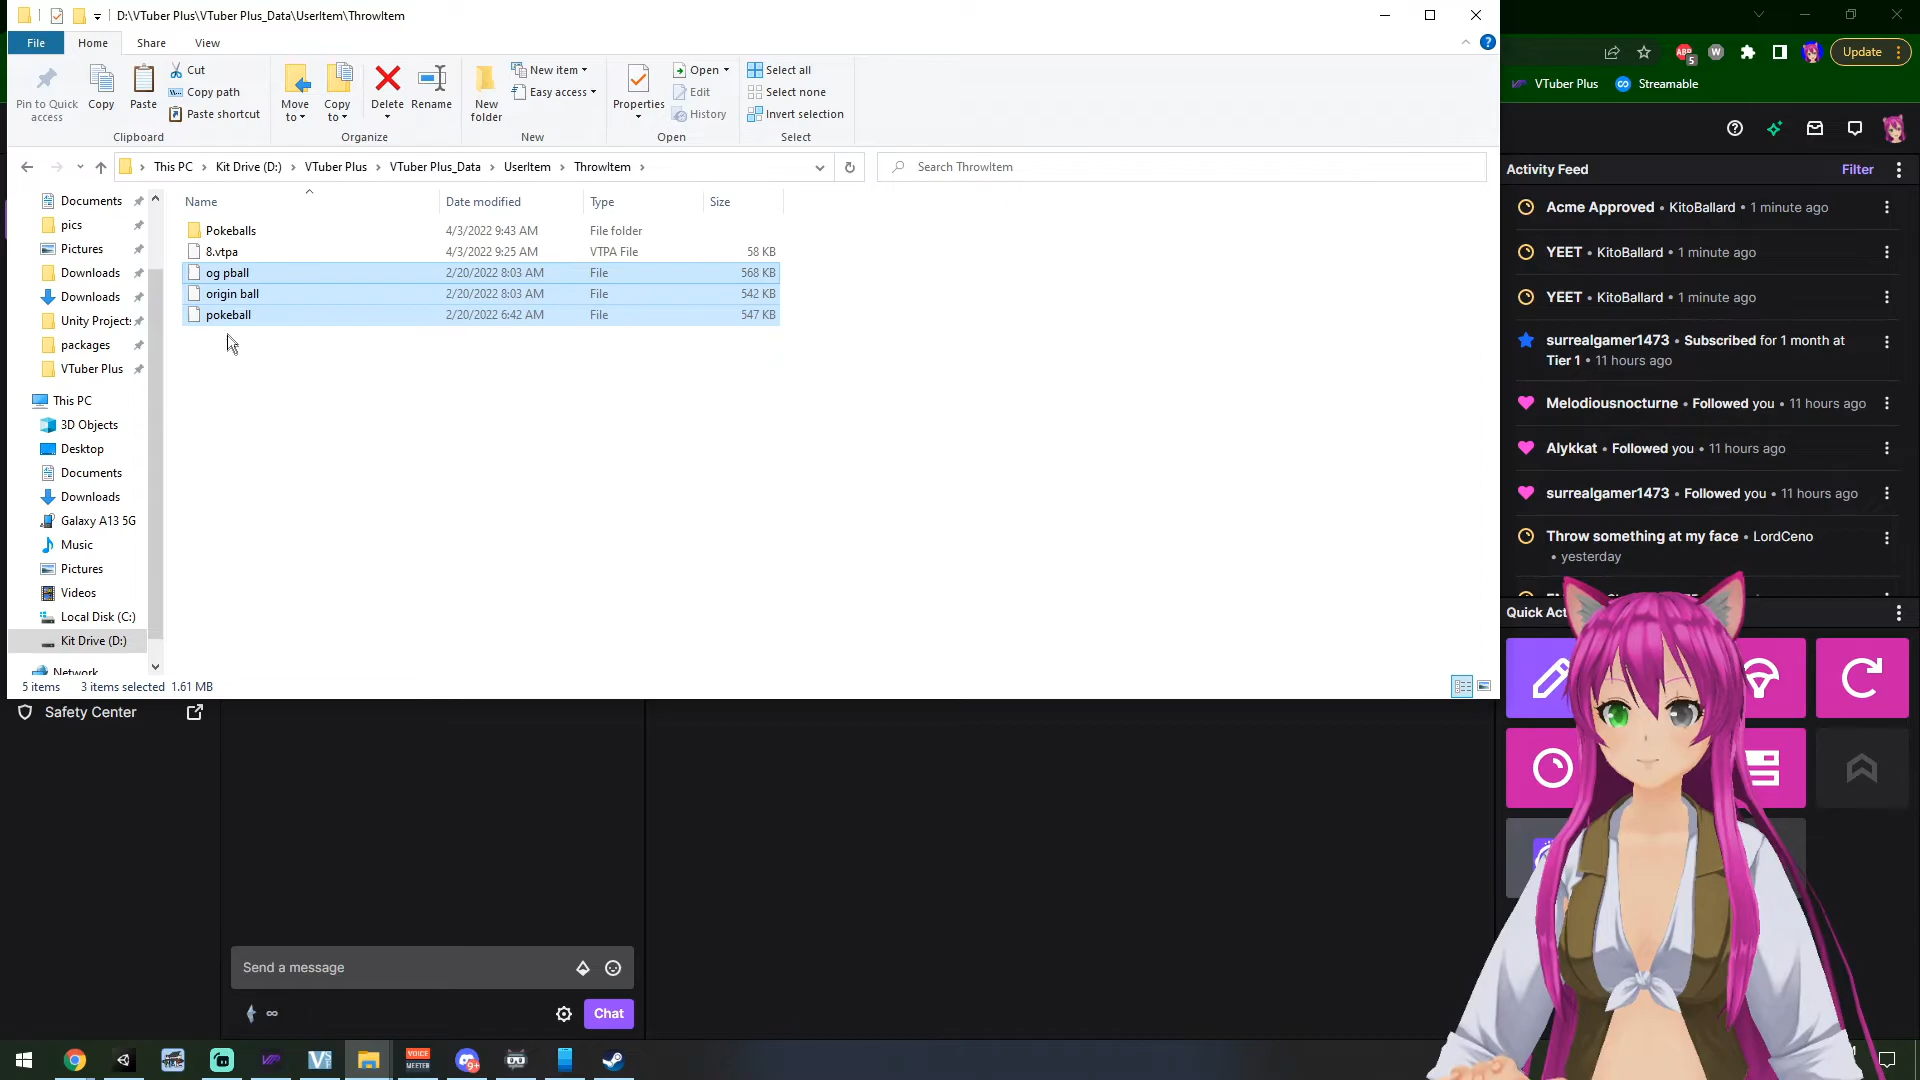 D:\VTuber Plus\VTuber Plus_Data\UserItem\ThrowItem
File Home Share View
Pin to Quick access
Copy
Paste
Cut
Copy path
Paste shortcut
Clipboard
Move to
Copy to
Delete
Rename
Organize
New folder
New item
Easy access
New
Properties
Open
Edit
History
Open
Select all
Select none
Invert selection
Select
This PC > Kit Drive (D:) > VTuber Plus > VTuber Plus_Data > UserItem > ThrowItem >
Search ThrowItem
Name Date modified Type Size
Pokeballs 4/3/2022 9:43 AM File folder
8.vtpa 4/3/2022 9:25 AM VTPA File 58 KB
og pball 2/20/2022 8:03 AM File 568 KB
origin ball 2/20/2022 8:03 AM File 542 KB
pokeball 2/20/2022 6:42 AM File 547 KB
Documents
pics
Pictures
Downloads
Downloads
Unity Projects
packages
VTuber Plus
This PC
3D Objects
Desktop
Documents
Downloads
Galaxy A13 5G
Music
Pictures
Videos
Local Disk (C:)
Kit Drive (D:)
Network
5 items 3 items selected 1.61 MB
Safety Center
Send a message
∞
Chat
ABP
5
W
Update
VTuber Plus Streamable
Activity Feed Filter
Acme Approved • KitoBallard • 1 minute ago
YEET • KitoBallard • 1 minute ago
YEET • KitoBallard • 1 minute ago
surrealgamer1473 • Subscribed for 1 month at
Tier 1 • 11 hours ago
Melodiousnocturne • Followed you • 11 hours ago
Alykkat • Followed you • 11 hours ago
surrealgamer1473 • Followed you • 11 hours ago
Throw something at my face • LordCeno
• yesterday
Quick Act
VOICE
MEETER
9+